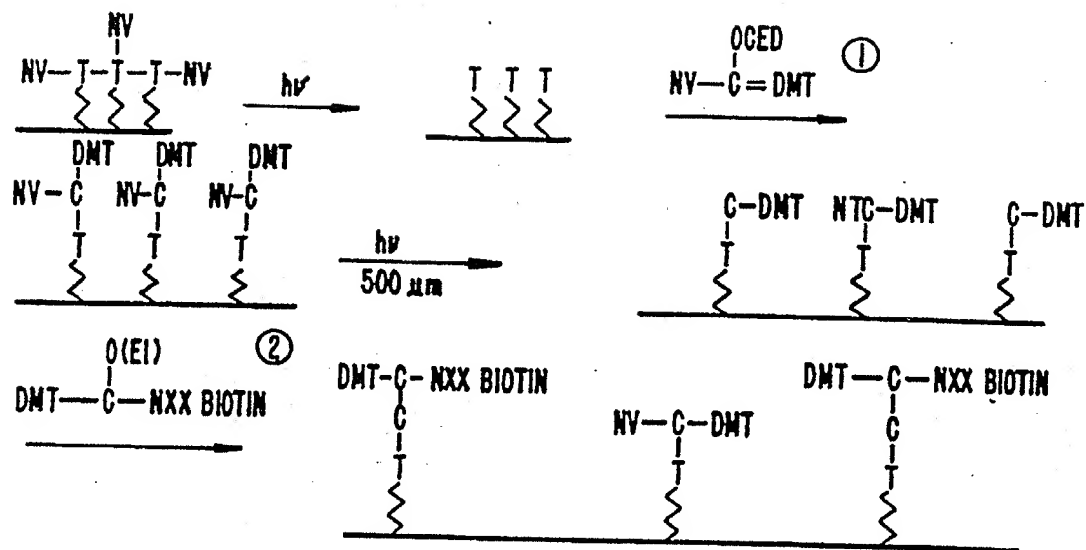 NV
NV-T-T-T-NV
hν
T T T
OCED
NV-C=DMT
①
DMT DMT DMT
NV-C NV-C NV-C
T T T
hν
500 μm
C-DMT NTC-DMT C-DMT
T T T
②
O(EI)
DMT-C-NXX BIOTIN
DMT-C-NXX BIOTIN
C
T
NV-C-DMT
T
DMT-C-NXX BIOTIN
C
T